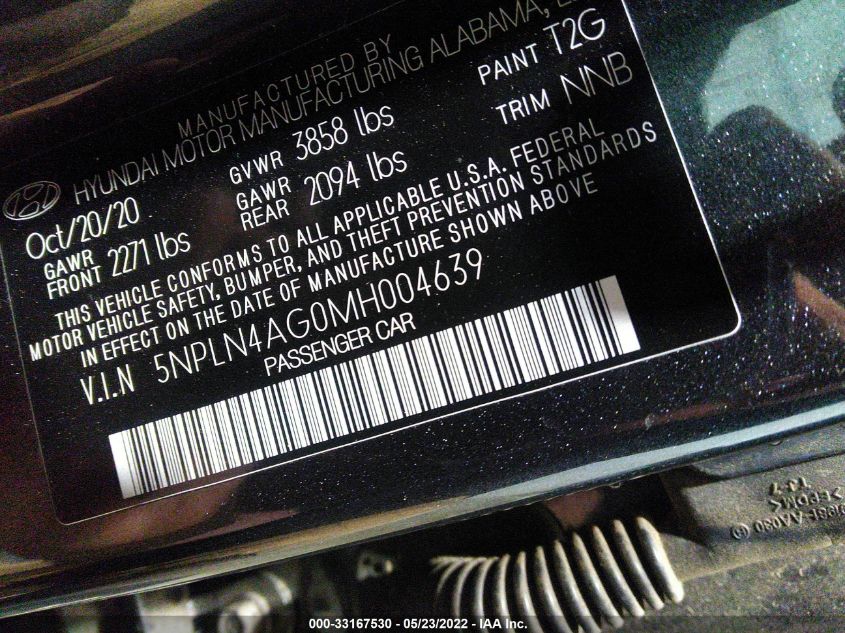 MANUFACTURED BY
HYUNDAI MOTOR MANUFACTURING ALABAMA,
Oct/20/20 GVWR 3858 lbs PAINT T2G
GAWR FRONT 2271 lbs GAWR REAR 2094 lbs TRIM NNB
THIS VEHICLE CONFORMS TO ALL APPLICABLE U.S.A. FEDERAL
MOTOR VEHICLE SAFETY, BUMPER, AND THEFT PREVENTION STANDARDS
IN EFFECT ON THE DATE OF MANUFACTURE SHOWN ABOVE
V.I.N 5NPLN4AG0MH004639
PASSENGER CAR
>EPDM<
000-33167530 - 05/23/2022 - IAA Inc.